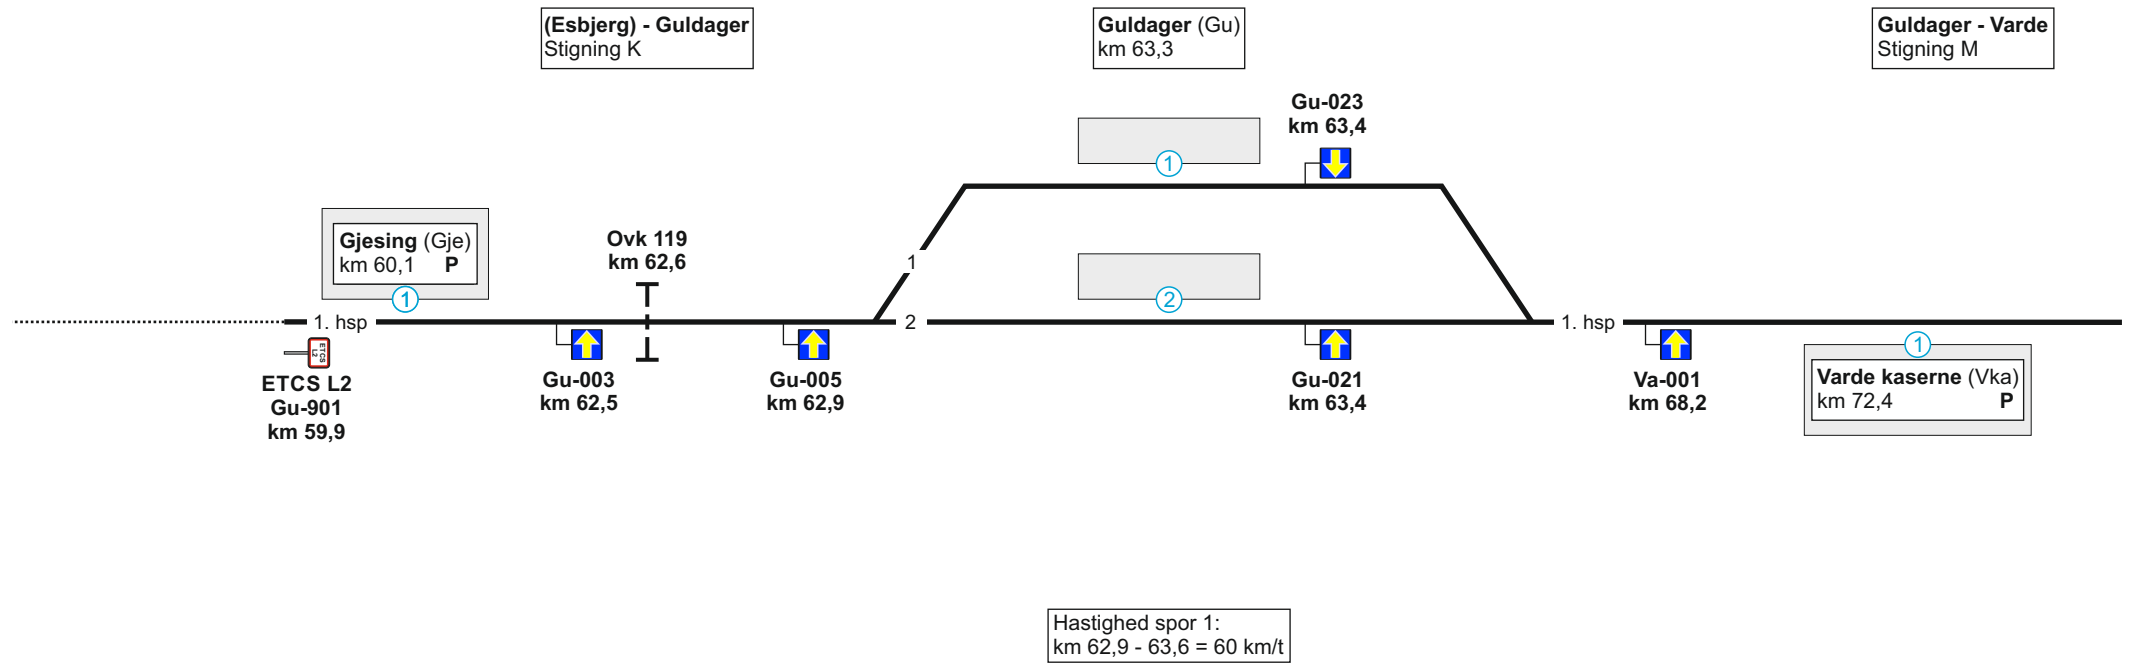 (Esbjerg) - Guldager
Stigning K
Guldager (Gu)
km 63,3
Guldager - Varde
Stigning M
Gu-023
km 63,4
1
Gjesing (Gje)
km 60,1 P
1
Ovk 119
km 62,6
1
2
1. hsp
2
1. hsp
ETCS L2
ETCS L2
Gu-901
km 59,9
Gu-003
km 62,5
Gu-005
km 62,9
Gu-021
km 63,4
Va-001
km 68,2
1
Varde kaserne (Vka)
km 72,4 P
Hastighed spor 1:
km 62,9 - 63,6 = 60 km/t